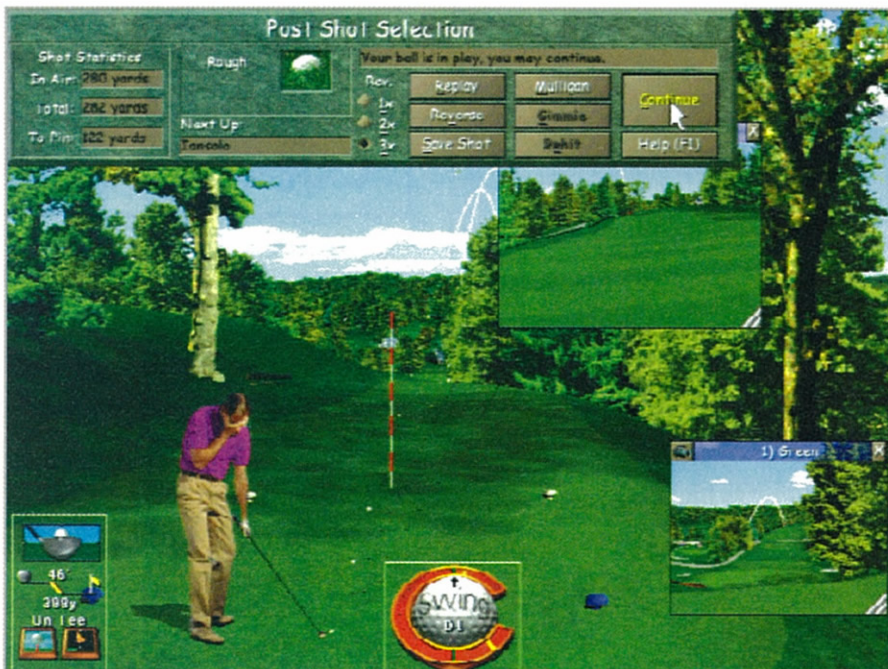 Post Shot Selection
Shot Statistics
In Air: 280 yards
Total: 282 yards
To Pin: 122 yards
Rough
Next Up:
Your ball is in play, you may continue.
Rev.
1x
2x
3x
Replay
Mulligan
Continue
Reverse
Gimmie
Save Shot
Rehit
Help (F1)
1) Green
46'
399y
On Tee
Swing
D1